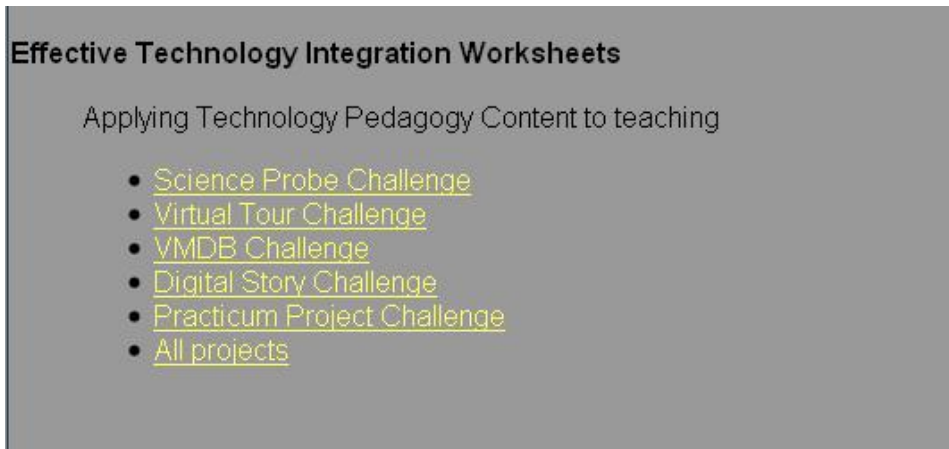 Effective Technology Integration Worksheets
Applying Technology Pedagogy Content to teaching
Science Probe Challenge
Virtual Tour Challenge
VMDB Challenge
Digital Story Challenge
Practicum Project Challenge
All projects